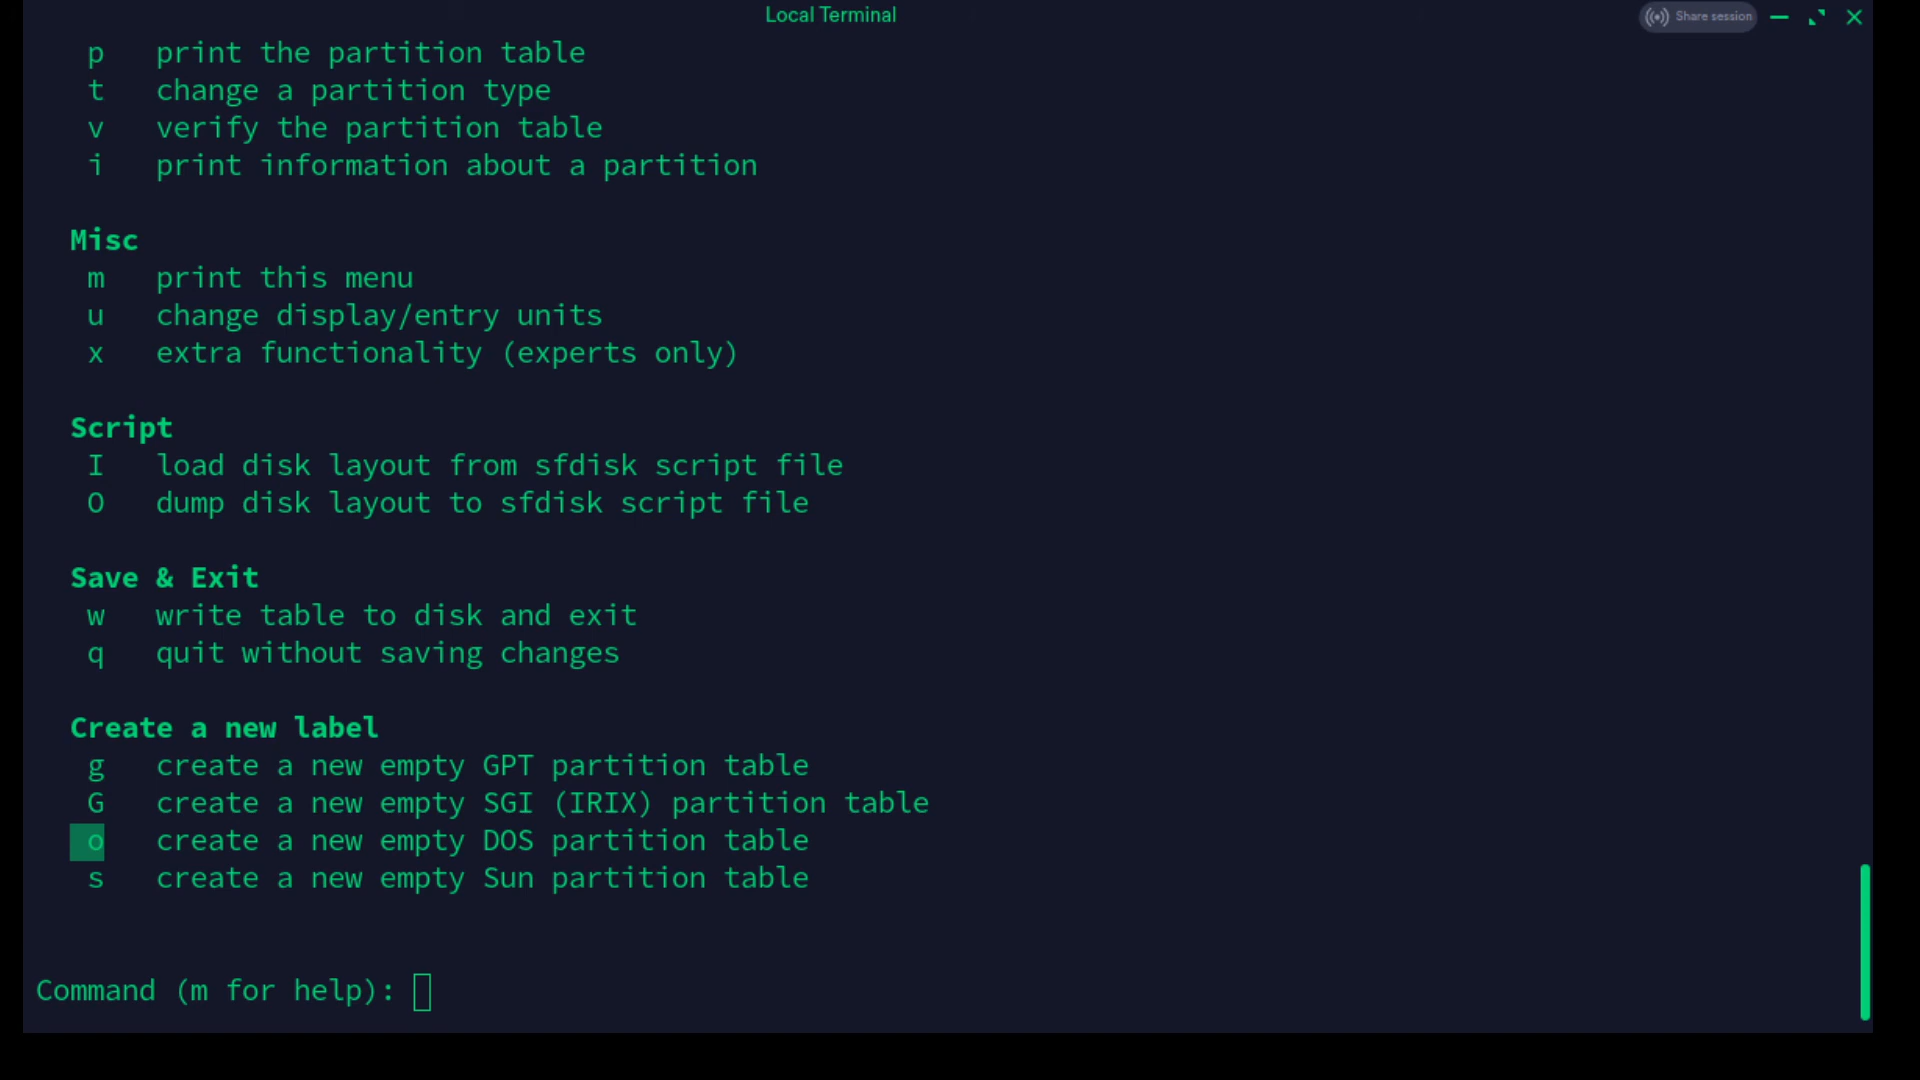 Local Terminal
Share session
p print the partition table
t change a partition type
v verify the partition table
i print information about a partition
Misc
m print this menu
u change display/entry units
x extra functionality (experts only)
Script
I load disk layout from sfdisk script file
O dump disk layout to sfdisk script file
Save & Exit
w write table to disk and exit
q quit without saving changes
Create a new label
g create a new empty GPT partition table
G create a new empty SGI (IRIX) partition table
o create a new empty DOS partition table
s create a new empty Sun partition table
Command (m for help):